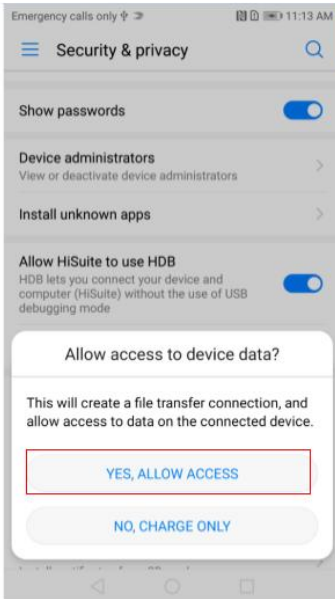 Emergency calls only 11:13 AM
Security & privacy
Show passwords
Device administrators
View or deactivate device administrators
Install unknown apps
Allow HiSuite to use HDB
HDB lets you connect your device and
computer (HiSuite) without the use of USB
debugging mode
Allow access to device data?
This will create a file transfer connection, and
allow access to data on the connected device.
YES, ALLOW ACCESS
NO, CHARGE ONLY